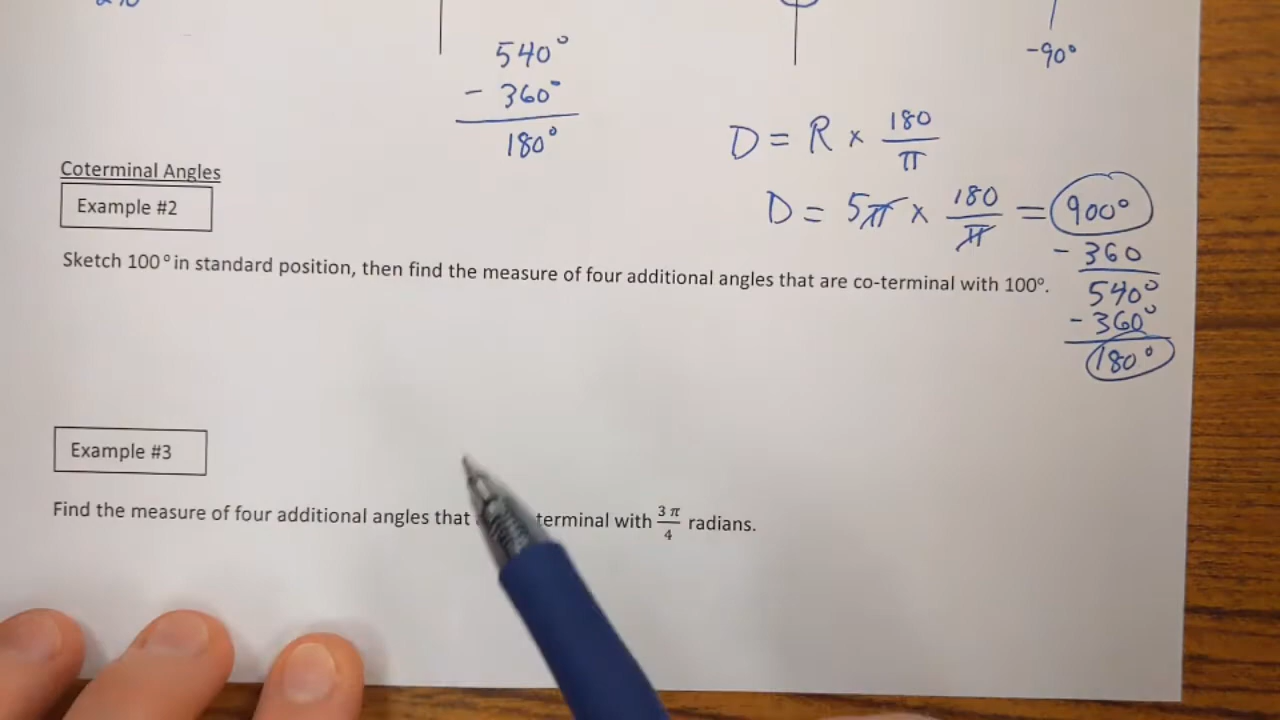 540°
- 360°
180°
-90°
D = R × 180/π
D = 5π × 180/π = 900°
- 360
540°
- 360°
180°
Coterminal Angles
Example #2
Sketch 100° in standard position, then find the measure of four additional angles that are co-terminal with 100°.
Example #3
Find the measure of four additional angles that terminal with 3π/4 radians.